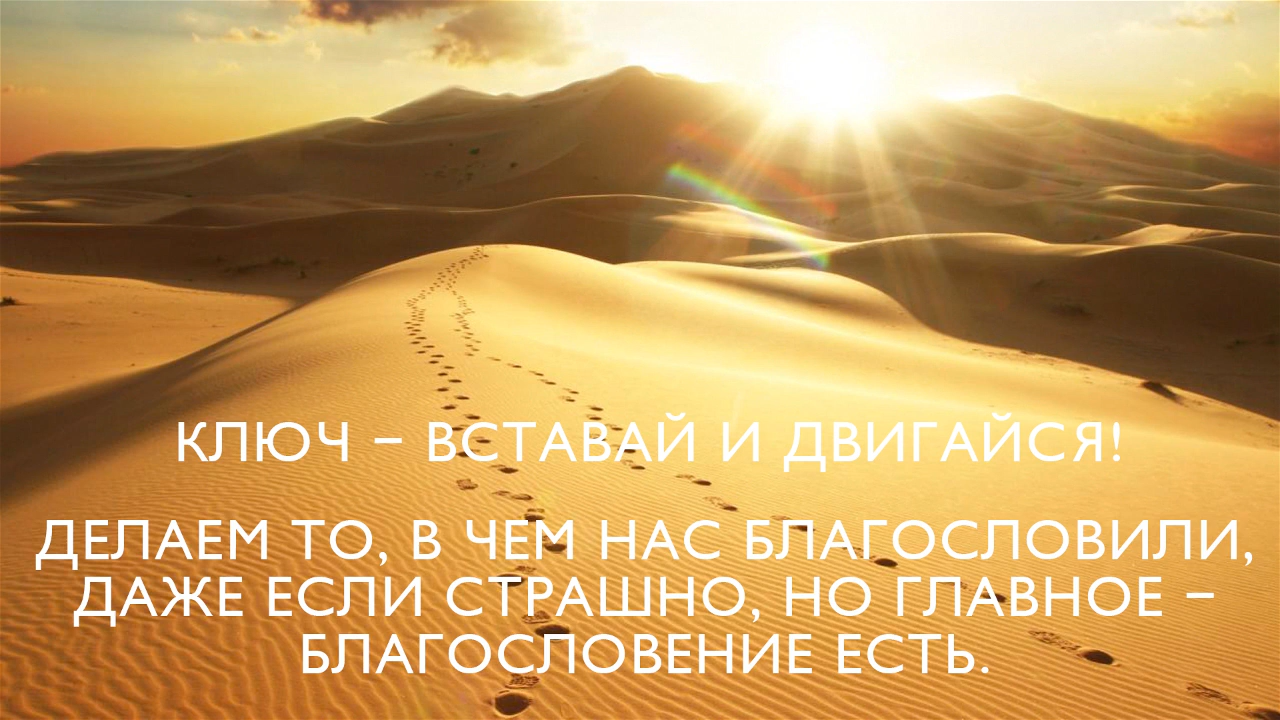 КЛЮЧ – ВСТАВАЙ И ДВИГАЙСЯ!
ДЕЛАЕМ ТО, В ЧЕМ НАС БЛАГОСЛОВИЛИ,
ДАЖЕ ЕСЛИ СТРАШНО, НО ГЛАВНОЕ –
БЛАГОСЛОВЕНИЕ ЕСТЬ.